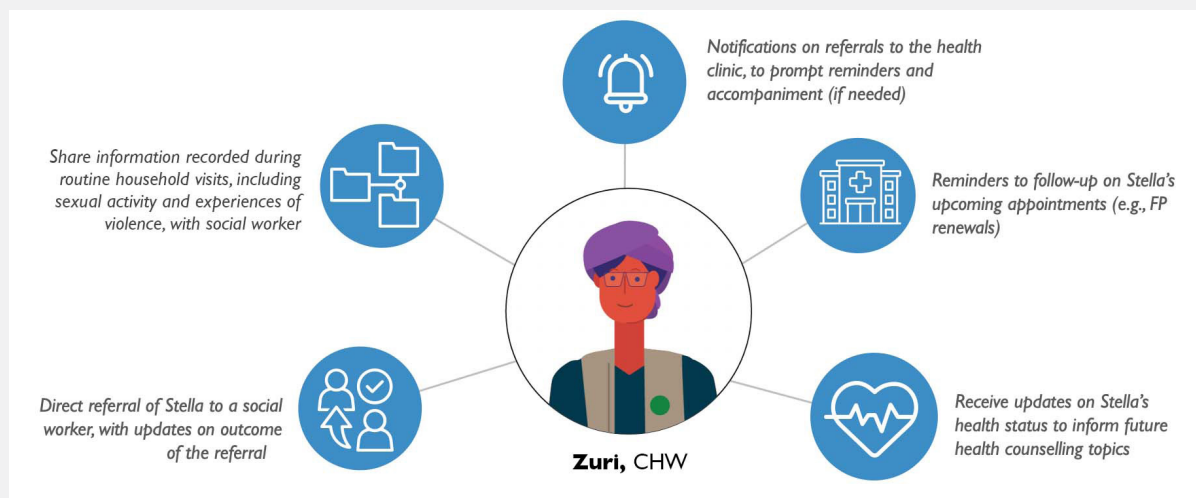 Notifications on referrals to the health
clinic, to prompt reminders and
accompaniment (if needed)
Share information recorded during
routine household visits, including
sexual activity and experiences of
violence, with social worker
Reminders to follow-up on Stella’s
upcoming appointments (e.g., FP
renewals)
Direct referral of Stella to a social
worker, with updates on outcome
of the referral
Receive updates on Stella’s
health status to inform future
health counselling topics
Zuri, CHW